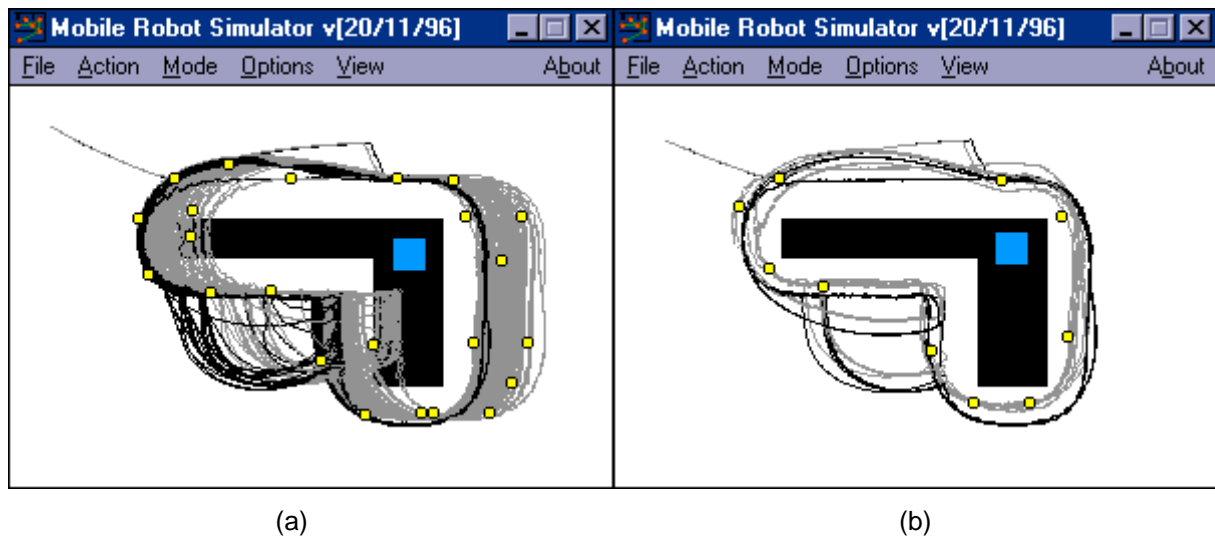 Mobile Robot Simulator v[20/11/96]
File Action Mode Options View About
Mobile Robot Simulator v[20/11/96]
File Action Mode Options View About
(a)
(b)